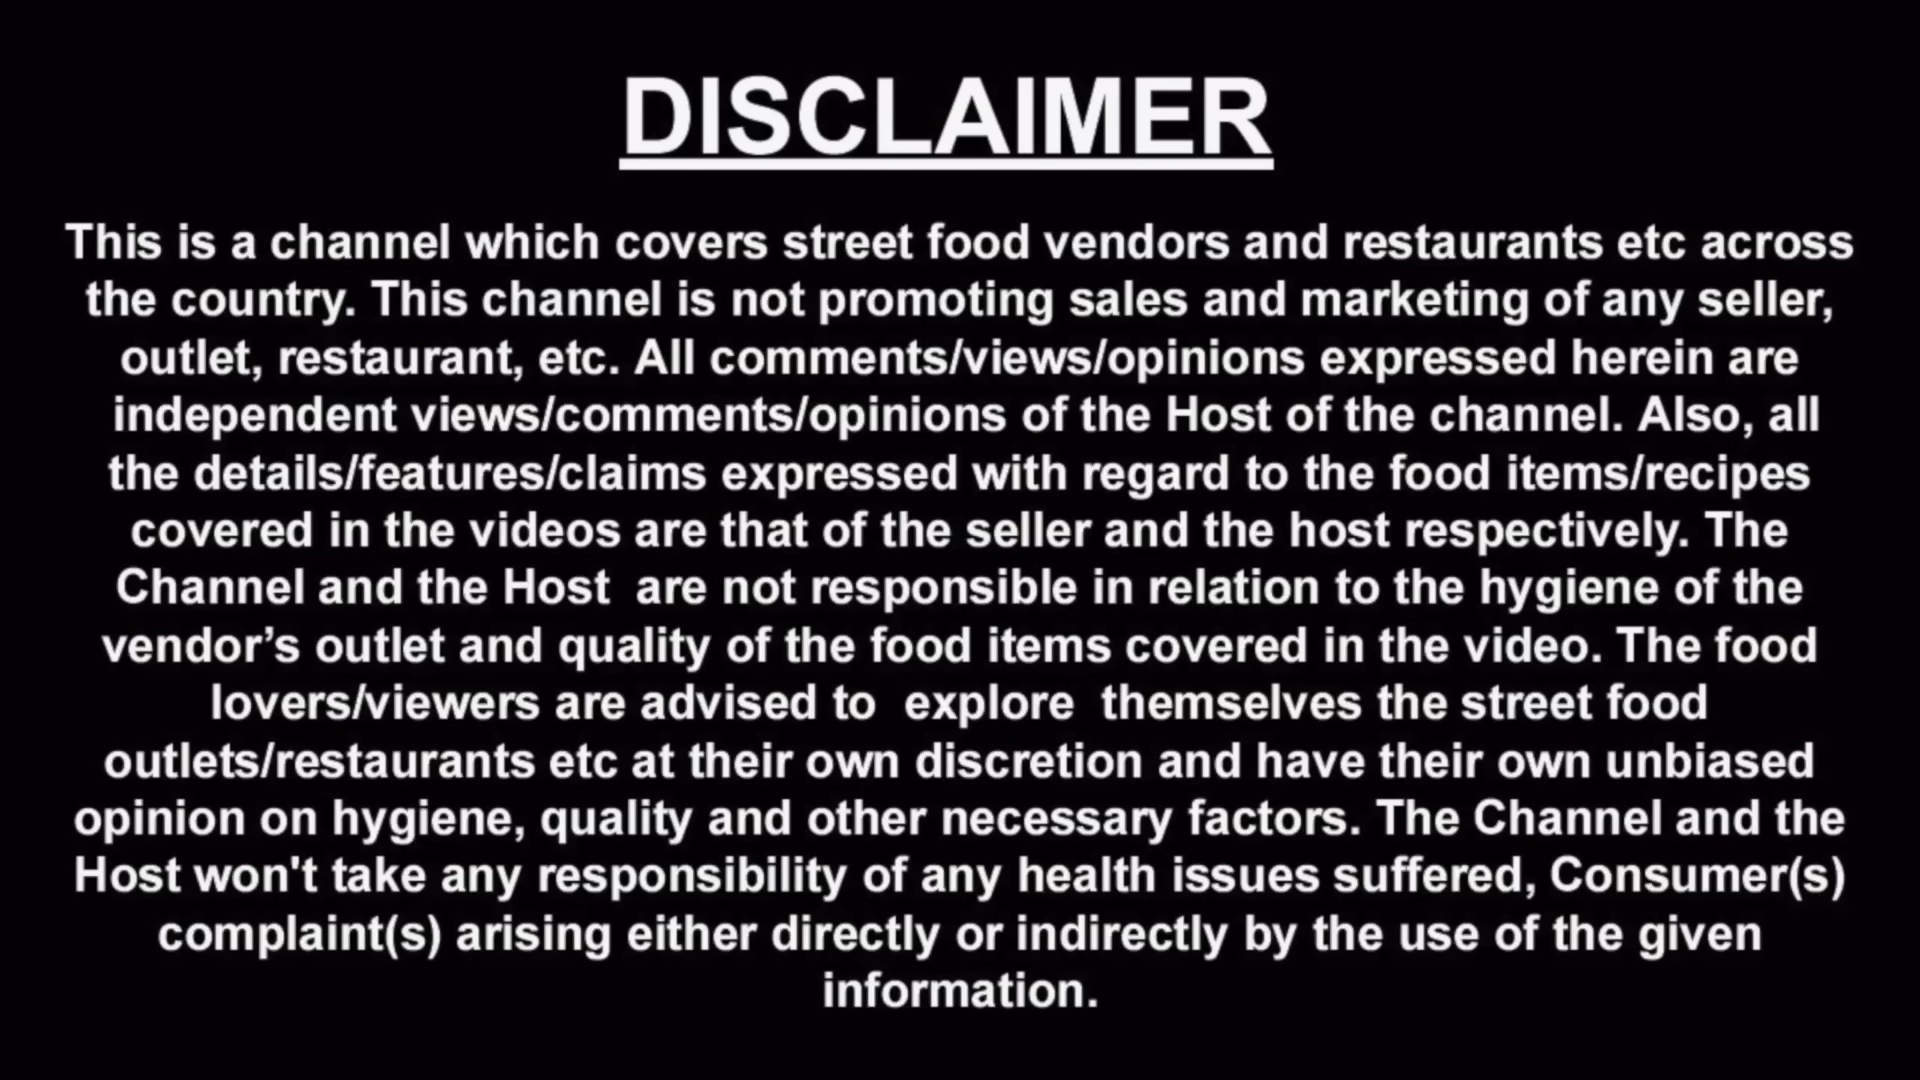 DISCLAIMER
This is a channel which covers street food vendors and restaurants etc across
the country. This channel is not promoting sales and marketing of any seller,
outlet, restaurant, etc. All comments/views/opinions expressed herein are
independent views/comments/opinions of the Host of the channel. Also, all
the details/features/claims expressed with regard to the food items/recipes
covered in the videos are that of the seller and the host respectively. The
Channel and the Host  are not responsible in relation to the hygiene of the
vendor’s outlet and quality of the food items covered in the video. The food
lovers/viewers are advised to  explore  themselves the street food
outlets/restaurants etc at their own discretion and have their own unbiased
opinion on hygiene, quality and other necessary factors. The Channel and the
Host won't take any responsibility of any health issues suffered, Consumer(s)
complaint(s) arising either directly or indirectly by the use of the given
information.